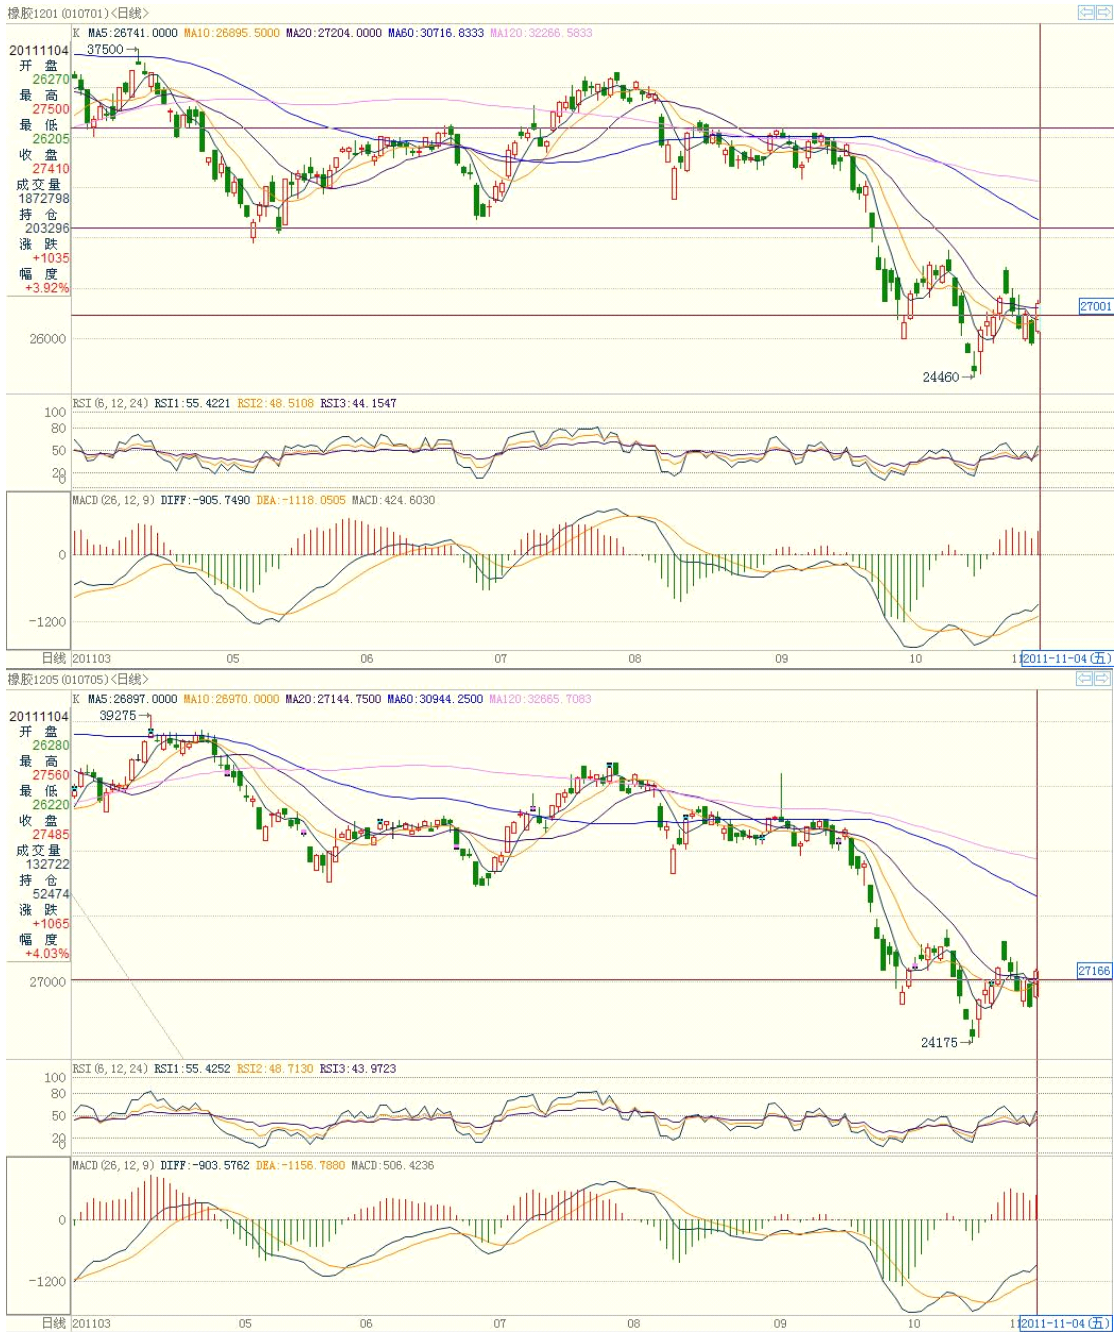 橡胶1201(010701)<日线>
K MA5:26741.0000 MA10:26895.5000 MA20:27204.0000 MA60:30716.8333 MA120:32266.5833
20111104
开 盘
26270
最 高
27500
最 低
26205
收 盘
27410
成交量
1872798
持 仓
203296
涨 跌
+1035
幅 度
+3.92%
37500→
24460→
27001
26000
RSI(6,12,24) RSI1:55.4221 RSI2:48.5108 RSI3:44.1547
100
80
50
20
0
MACD(26,12,9) DIFF:-905.7490 DEA:-1118.0505 MACD:424.6030
0
-1200
日线 201103 05 06 07 08 09 10 11 2011-11-04(五)
橡胶1205(010705)<日线>
K MA5:26897.0000 MA10:26970.0000 MA20:27144.7500 MA60:30944.2500 MA120:32665.7083
20111104
开 盘
26280
最 高
27560
最 低
26220
收 盘
27485
成交量
132722
持 仓
52474
涨 跌
+1065
幅 度
+4.03%
39275→
27166
27000
24175→
RSI(6,12,24) RSI1:55.4252 RSI2:48.7130 RSI3:43.9723
100
80
50
20
0
MACD(26,12,9) DIFF:-903.5762 DEA:-1156.7880 MACD:506.4236
0
-1200
日线 201103 05 06 07 08 09 10 11 2011-11-04(五)